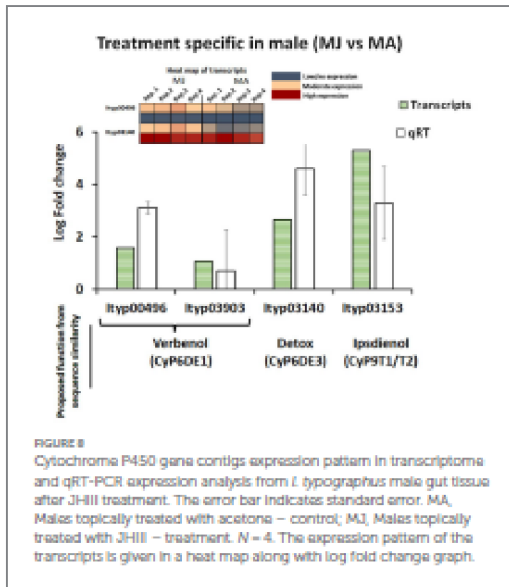 Treatment specific in male (MJ vs MA)
Heat map of transcripts
MJ MA
Low/no expression
Moderate expression
High expression
Ityp00496
Ityp03140
Transcripts
qRT
Log Fold change
6
4
2
0
Ityp00496 Ityp03903 Ityp03140 Ityp03153
Proposed function from
sequence similarity
Verbenol Detox Ipsdienol
(CyP6DE1) (CyP6DE3) (CyP9T1/T2)
FIGURE 8
Cytochrome P450 gene contigs expression pattern in transcriptome
and qRT-PCR expression analysis from I. typographus male gut tissue
after JHIII treatment. The error bar indicates standard error. MA,
Males topically treated with acetone – control; MJ, Males topically
treated with JHIII – treatment. N = 4. The expression pattern of the
transcripts is given in a heat map along with log fold change graph.